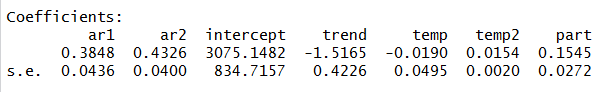 Coefficients:
ar1 ar2 intercept trend temp temp2 part
0.3848 0.4326 3075.1482 -1.5165 -0.0190 0.0154 0.1545
s.e. 0.0436 0.0400 834.7157 0.4226 0.0495 0.0020 0.0272